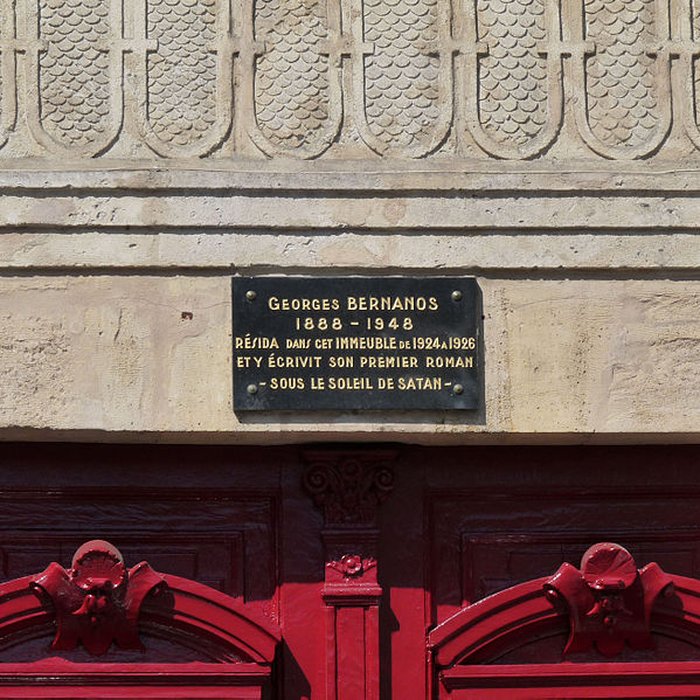 GEORGES BERNANOS
1888 - 1948
RÉSIDA DANS CET IMMEUBLE DE 1924 A 1926
ET Y ÉCRIVIT SON PREMIER ROMAN
- SOUS LE SOLEIL DE SATAN -